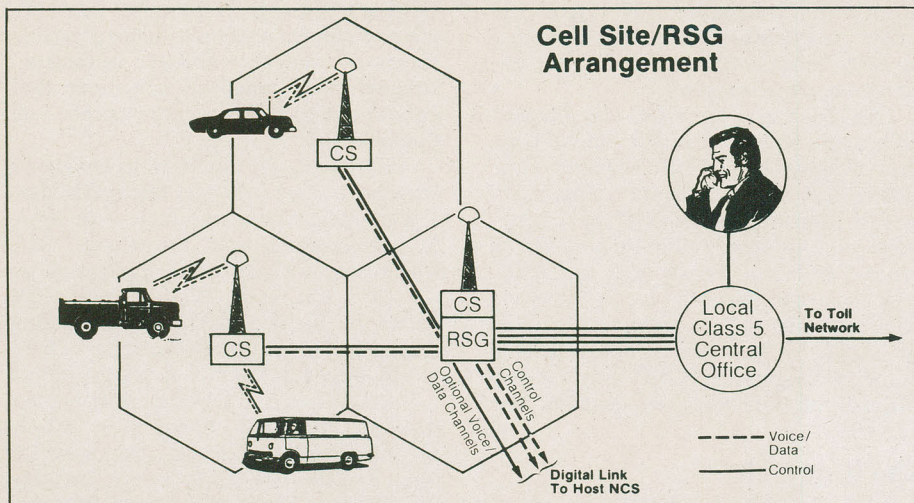 Cell Site/RSG
Arrangement
CS
CS
CS
RSG
Local
Class 5
Central
Office
To Toll
Network
Optional Voice/
Data Channels
Control
Channels
Digital Link
To Host NCS
Voice/
Data
Control